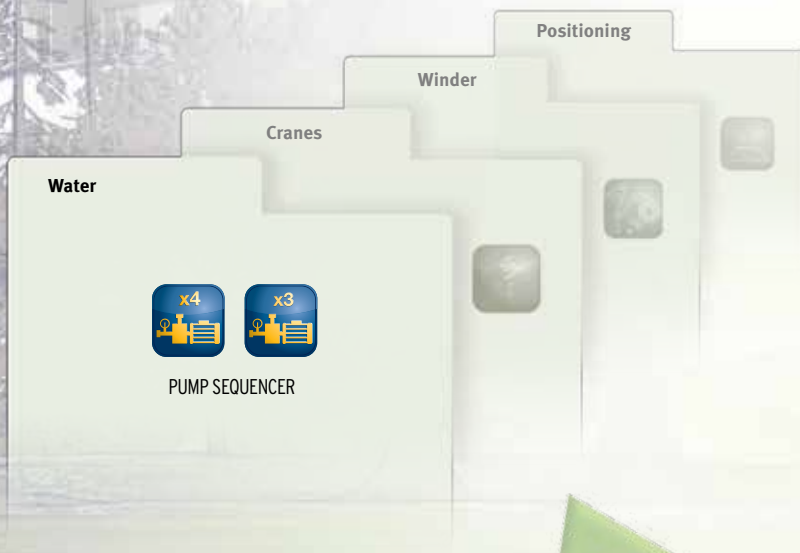 Positioning
Winder
Cranes
Water
x4
x3
PUMP SEQUENCER